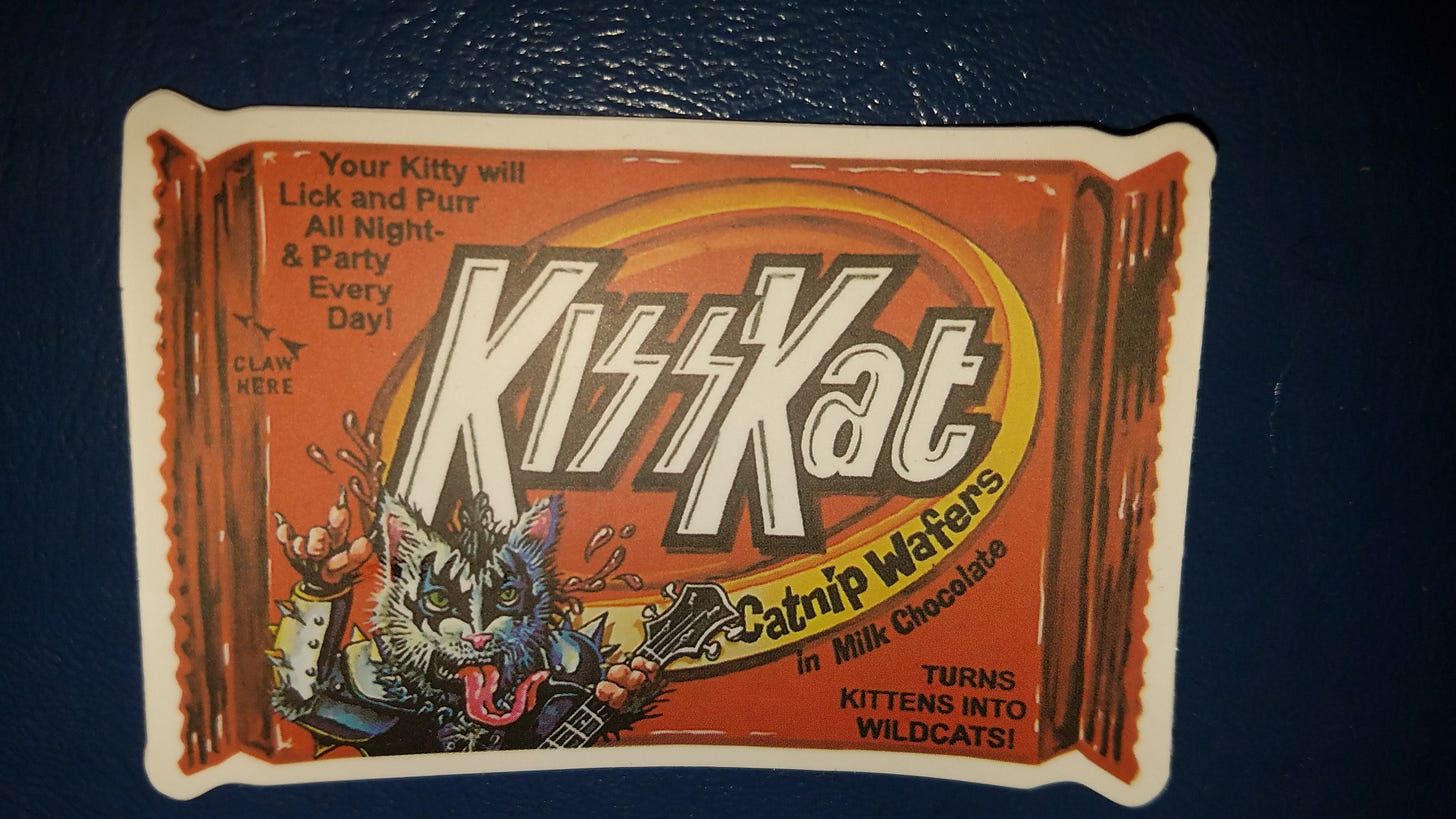 Your Kitty will
Lick and Purr
All Night-
& Party
Every
Day!
CLAW
HERE
KissKat
Catnip Wafers
in Milk Chocolate
TURNS
KITTENS INTO
WILDCATS!